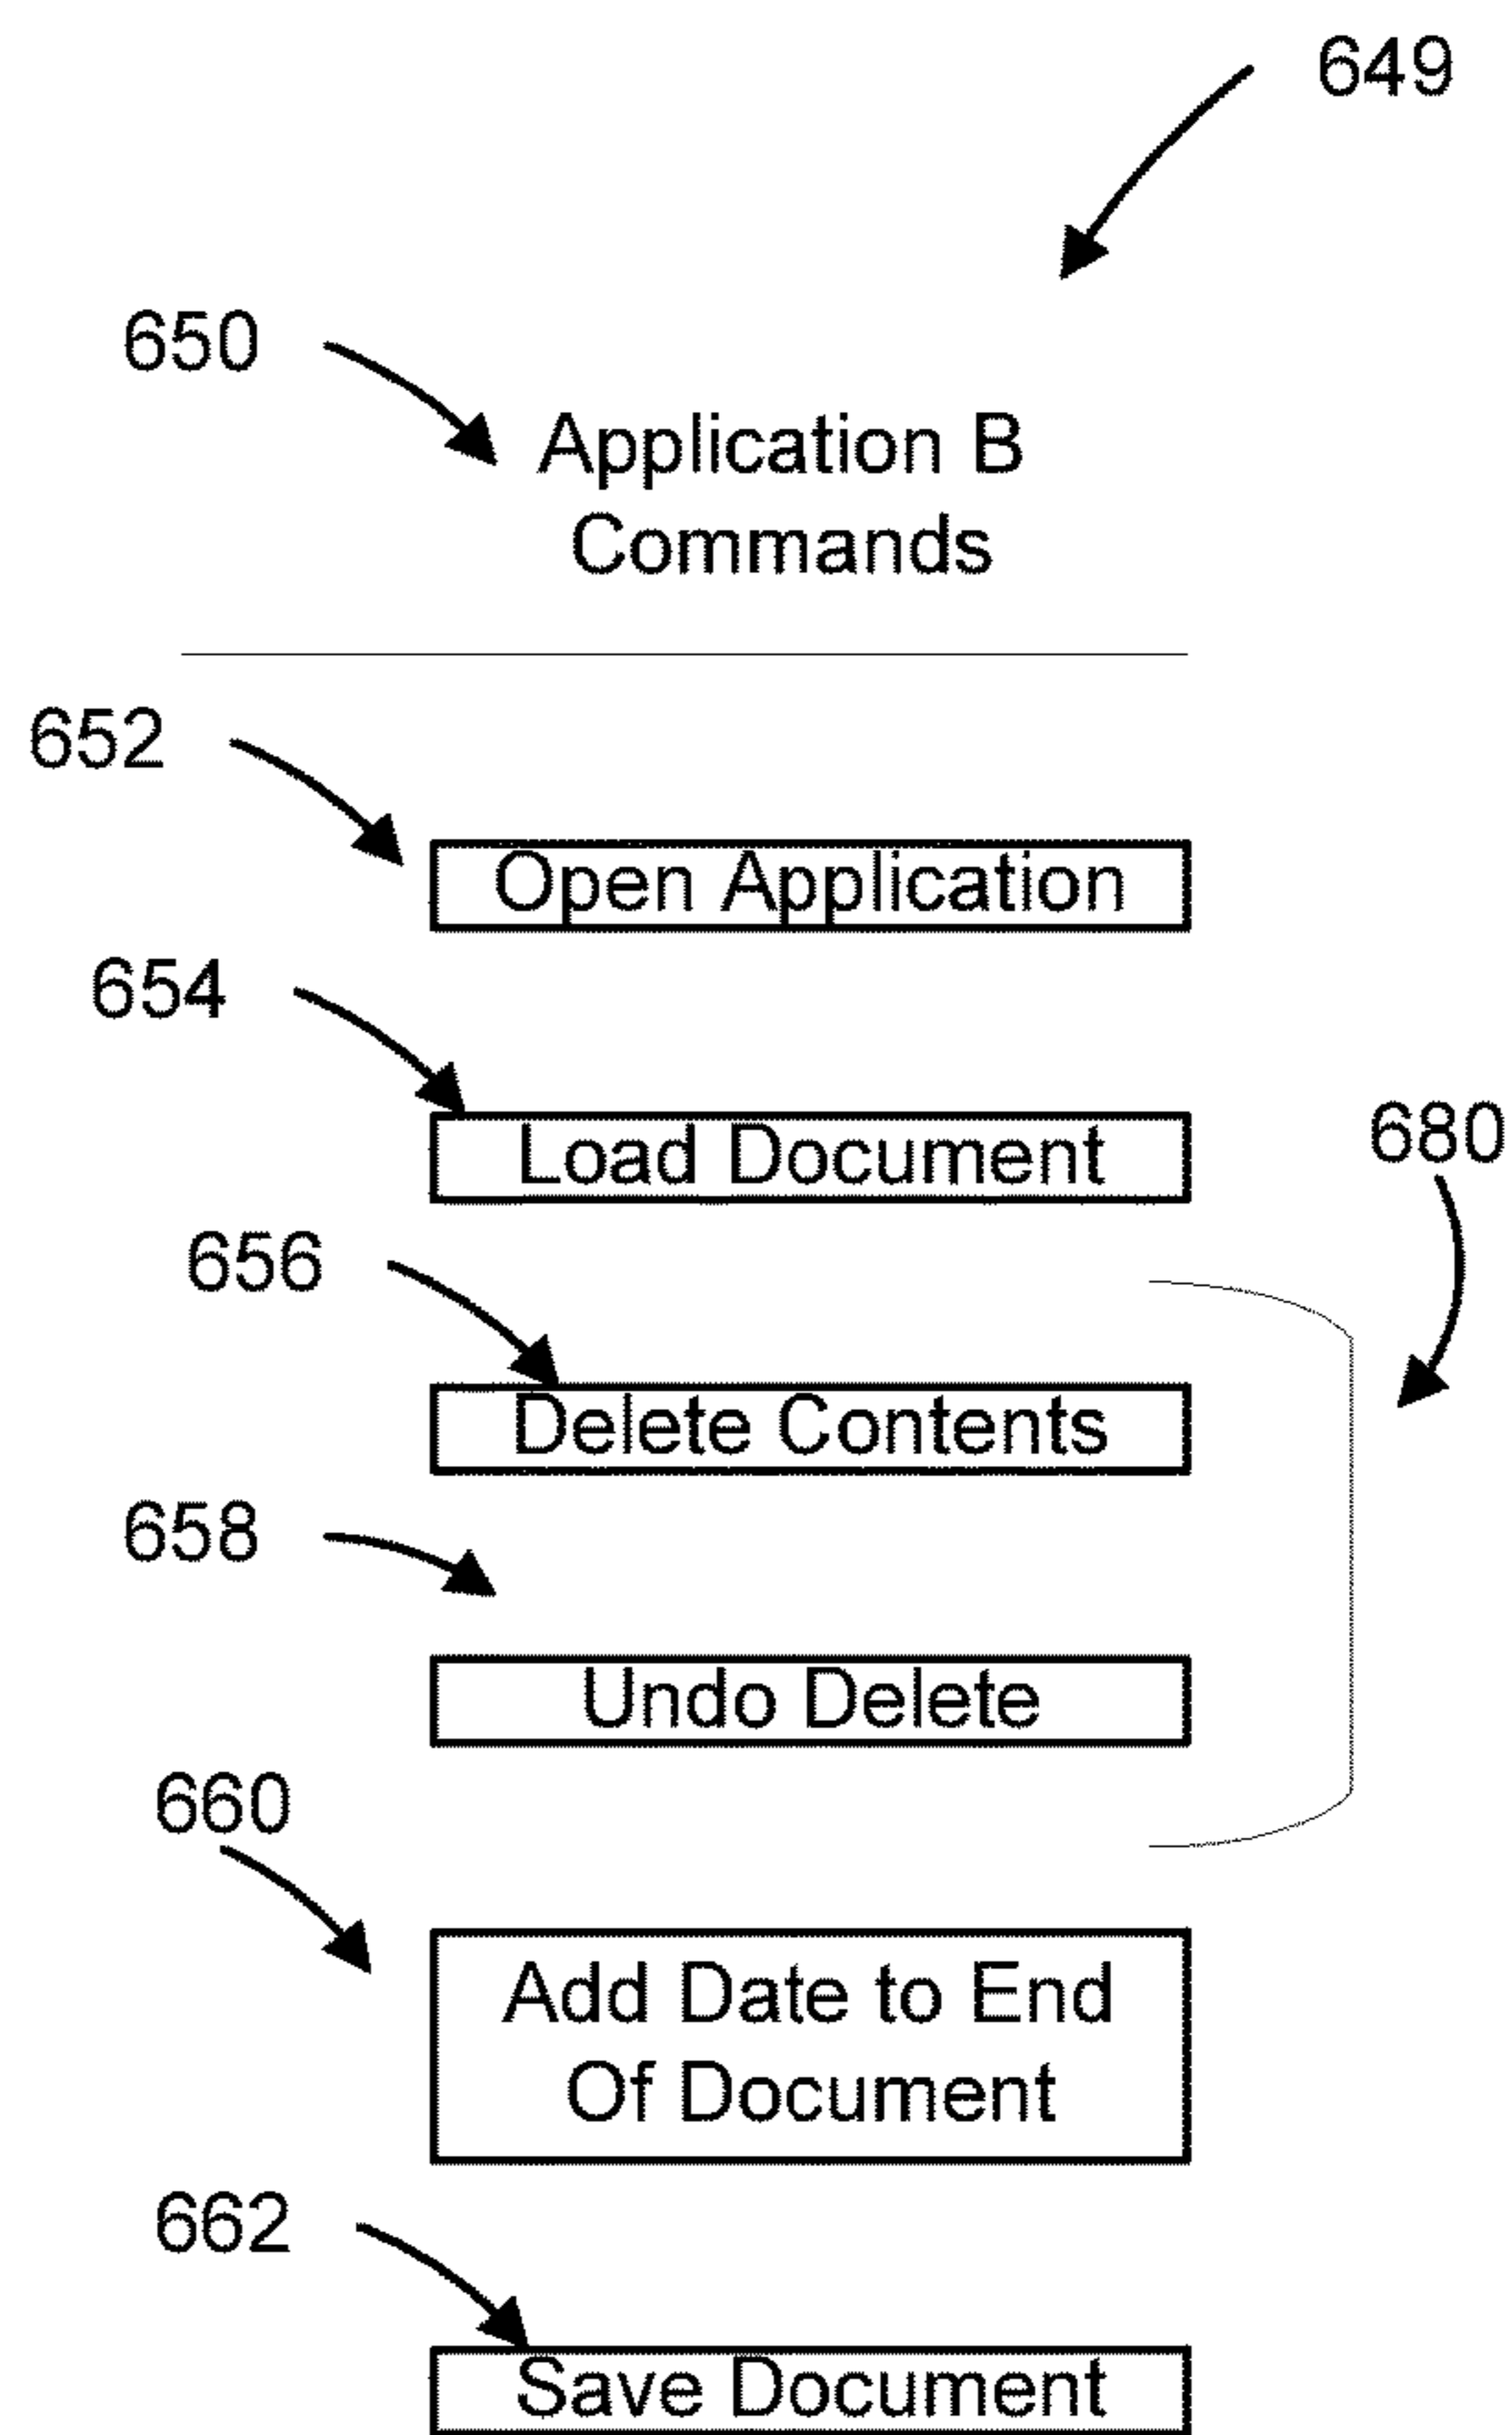 649
650
Application B
Commands
652
Open Application
654
Load Document
680
656
Delete Contents
658
Undo Delete
660
Add Date to End
Of Document
662
Save Document